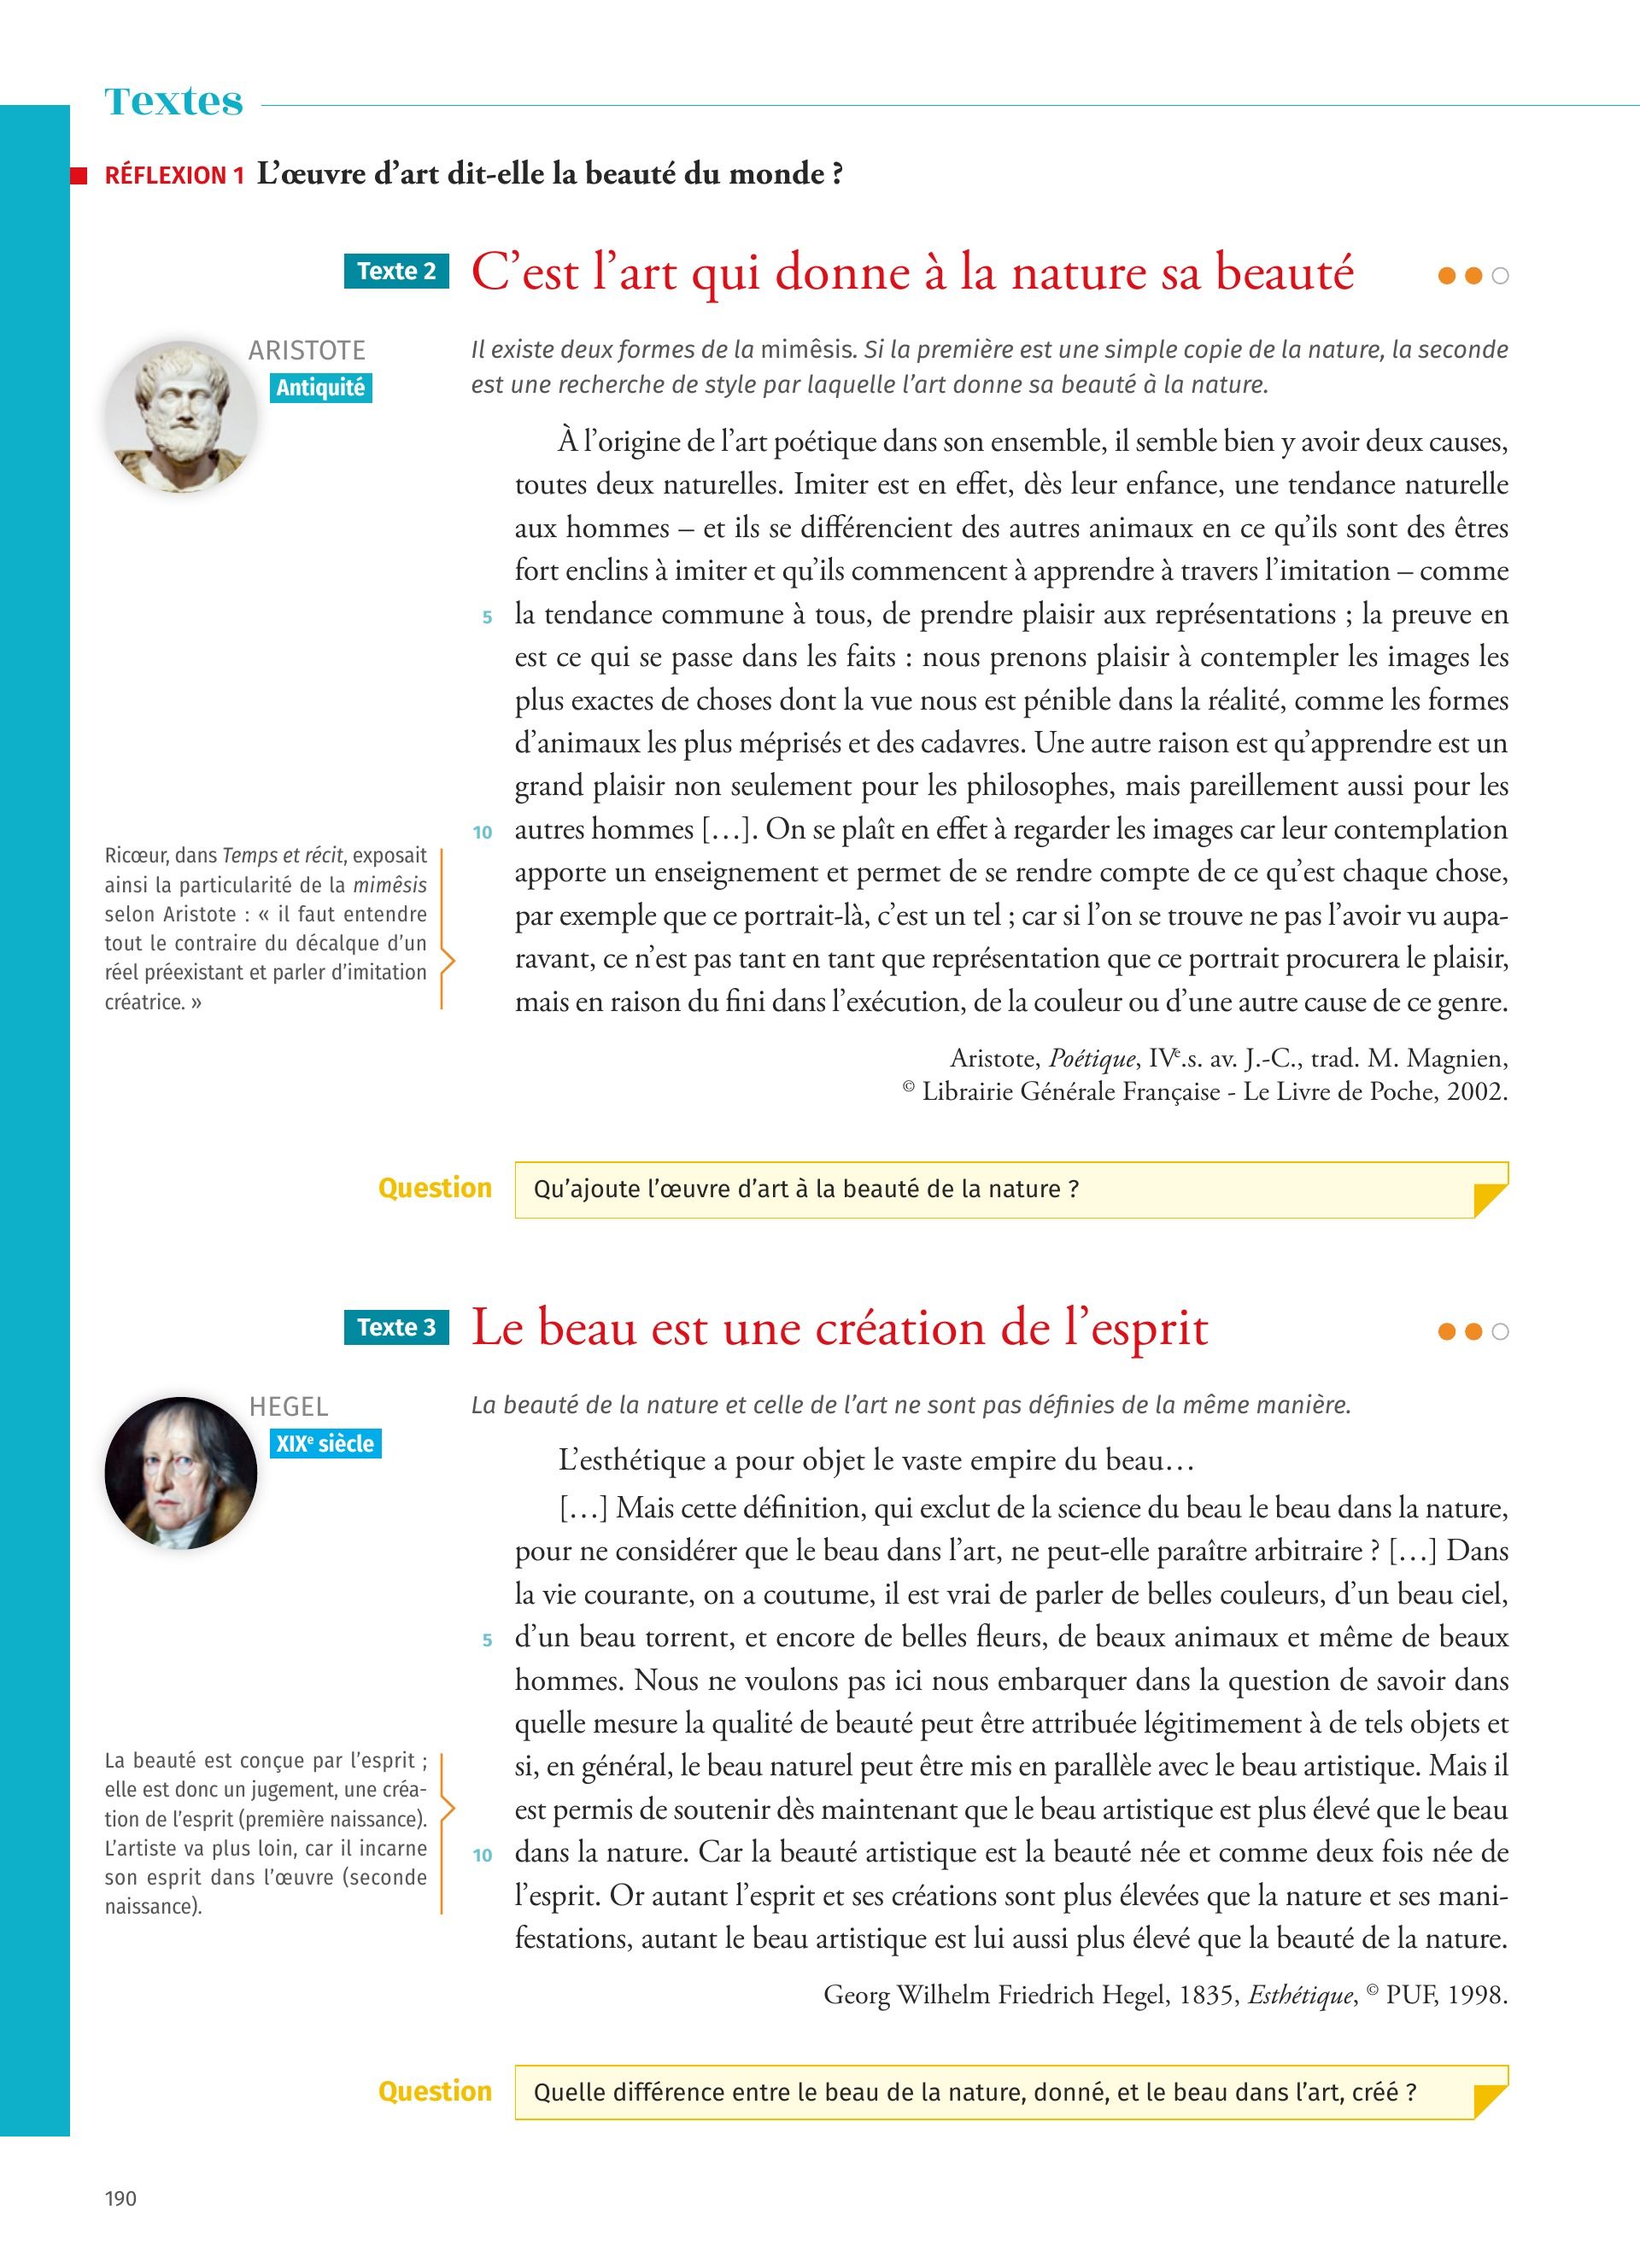 Textes
RÉFLEXION 1 L’œuvre d’art dit-elle la beauté du monde ?
Texte 2 C’est l’art qui donne à la nature sa beauté
ARISTOTE
Antiquité
Il existe deux formes de la mimêsis. Si la première est une simple copie de la nature, la seconde
est une recherche de style par laquelle l’art donne sa beauté à la nature.
À l’origine de l’art poétique dans son ensemble, il semble bien y avoir deux causes,
toutes deux naturelles. Imiter est en effet, dès leur enfance, une tendance naturelle
aux hommes – et ils se différencient des autres animaux en ce qu’ils sont des êtres
fort enclins à imiter et qu’ils commencent à apprendre à travers l’imitation – comme
5 la tendance commune à tous, de prendre plaisir aux représentations ; la preuve en
est ce qui se passe dans les faits : nous prenons plaisir à contempler les images les
plus exactes de choses dont la vue nous est pénible dans la réalité, comme les formes
d’animaux les plus méprisés et des cadavres. Une autre raison est qu’apprendre est un
grand plaisir non seulement pour les philosophes, mais pareillement aussi pour les
10 autres hommes […]. On se plaît en effet à regarder les images car leur contemplation
apporte un enseignement et permet de se rendre compte de ce qu’est chaque chose,
par exemple que ce portrait-là, c’est un tel ; car si l’on se trouve ne pas l’avoir vu aupa-
ravant, ce n’est pas tant en tant que représentation que ce portrait procurera le plaisir,
mais en raison du fini dans l’exécution, de la couleur ou d’une autre cause de ce genre.
Ricœur, dans Temps et récit, exposait
ainsi la particularité de la mimêsis
selon Aristote : « il faut entendre
tout le contraire du décalque d’un
réel préexistant et parler d’imitation
créatrice. »
Aristote, Poétique, IVe.s. av. J.-C., trad. M. Magnien,
© Librairie Générale Française - Le Livre de Poche, 2002.
Question Qu’ajoute l’œuvre d’art à la beauté de la nature ?
Texte 3 Le beau est une création de l’esprit
HEGEL
XIXe siècle
La beauté de la nature et celle de l’art ne sont pas définies de la même manière.
L’esthétique a pour objet le vaste empire du beau…
[…] Mais cette définition, qui exclut de la science du beau le beau dans la nature,
pour ne considérer que le beau dans l’art, ne peut-elle paraître arbitraire ? […] Dans
la vie courante, on a coutume, il est vrai de parler de belles couleurs, d’un beau ciel,
5 d’un beau torrent, et encore de belles fleurs, de beaux animaux et même de beaux
hommes. Nous ne voulons pas ici nous embarquer dans la question de savoir dans
quelle mesure la qualité de beauté peut être attribuée légitimement à de tels objets et
si, en général, le beau naturel peut être mis en parallèle avec le beau artistique. Mais il
est permis de soutenir dès maintenant que le beau artistique est plus élevé que le beau
10 dans la nature. Car la beauté artistique est la beauté née et comme deux fois née de
l’esprit. Or autant l’esprit et ses créations sont plus élevées que la nature et ses mani-
festations, autant le beau artistique est lui aussi plus élevé que la beauté de la nature.
La beauté est conçue par l’esprit ;
elle est donc un jugement, une créa-
tion de l’esprit (première naissance).
L’artiste va plus loin, car il incarne
son esprit dans l’œuvre (seconde
naissance).
Georg Wilhelm Friedrich Hegel, 1835, Esthétique, © PUF, 1998.
Question Quelle différence entre le beau de la nature, donné, et le beau dans l’art, créé ?
190